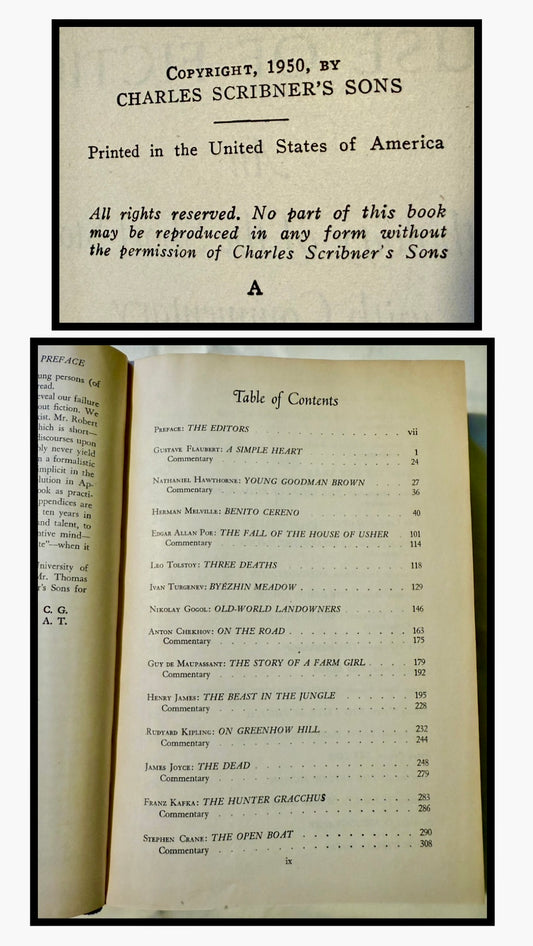 COPYRIGHT, 1950, BY
CHARLES SCRIBNER'S SONS
Printed in the United States of America
All rights reserved. No part of this book
may be reproduced in any form without
the permission of Charles Scribner's Sons
A
PREFACE
ung persons (of
read.
eveal our failure
out fiction. We
xist. Mr. Robert
hich is short—
discourses upon
bly never yield
n a formalistic
implicit in the
lution in Ap-
ook as practi-
ppendices are
ten years in
and talent, to
ative mind—
te"—when it
niversity of
Mr. Thomas
r's Sons for
C. G.
A. T.
Table of Contents
PREFACE: THE EDITORS . . . . . . . . . . vii
GUSTAVE FLAUBERT: A SIMPLE HEART . . . . . . . . . . 1
Commentary . . . . . . . . . . 24
NATHANIEL HAWTHORNE: YOUNG GOODMAN BROWN . . . . 27
Commentary . . . . . . . . . . 36
HERMAN MELVILLE: BENITO CERENO . . . . . . . . . 40
EDGAR ALLAN POE: THE FALL OF THE HOUSE OF USHER . 101
Commentary . . . . . . . . . . 114
LEO TOLSTOY: THREE DEATHS . . . . . . . . . . 118
IVAN TURGENEV: BYÉZHIN MEADOW . . . . . . . . . 129
NIKOLAY GOGOL: OLD-WORLD LANDOWNERS . . . . . . 146
ANTON CHEKHOV: ON THE ROAD . . . . . . . . . . 163
Commentary . . . . . . . . . . 175
GUY DE MAUPASSANT: THE STORY OF A FARM GIRL . . . . 179
Commentary . . . . . . . . . . 192
HENRY JAMES: THE BEAST IN THE JUNGLE . . . . . . 195
Commentary . . . . . . . . . . 228
RUDYARD KIPLING: ON GREENHOW HILL . . . . . . . 232
Commentary . . . . . . . . . . 244
JAMES JOYCE: THE DEAD . . . . . . . . . . 248
Commentary . . . . . . . . . . 279
FRANZ KAFKA: THE HUNTER GRACCHUS . . . . . . . 283
Commentary . . . . . . . . . . 286
STEPHEN CRANE: THE OPEN BOAT . . . . . . . . . . 290
Commentary . . . . . . . . . . 308
ix